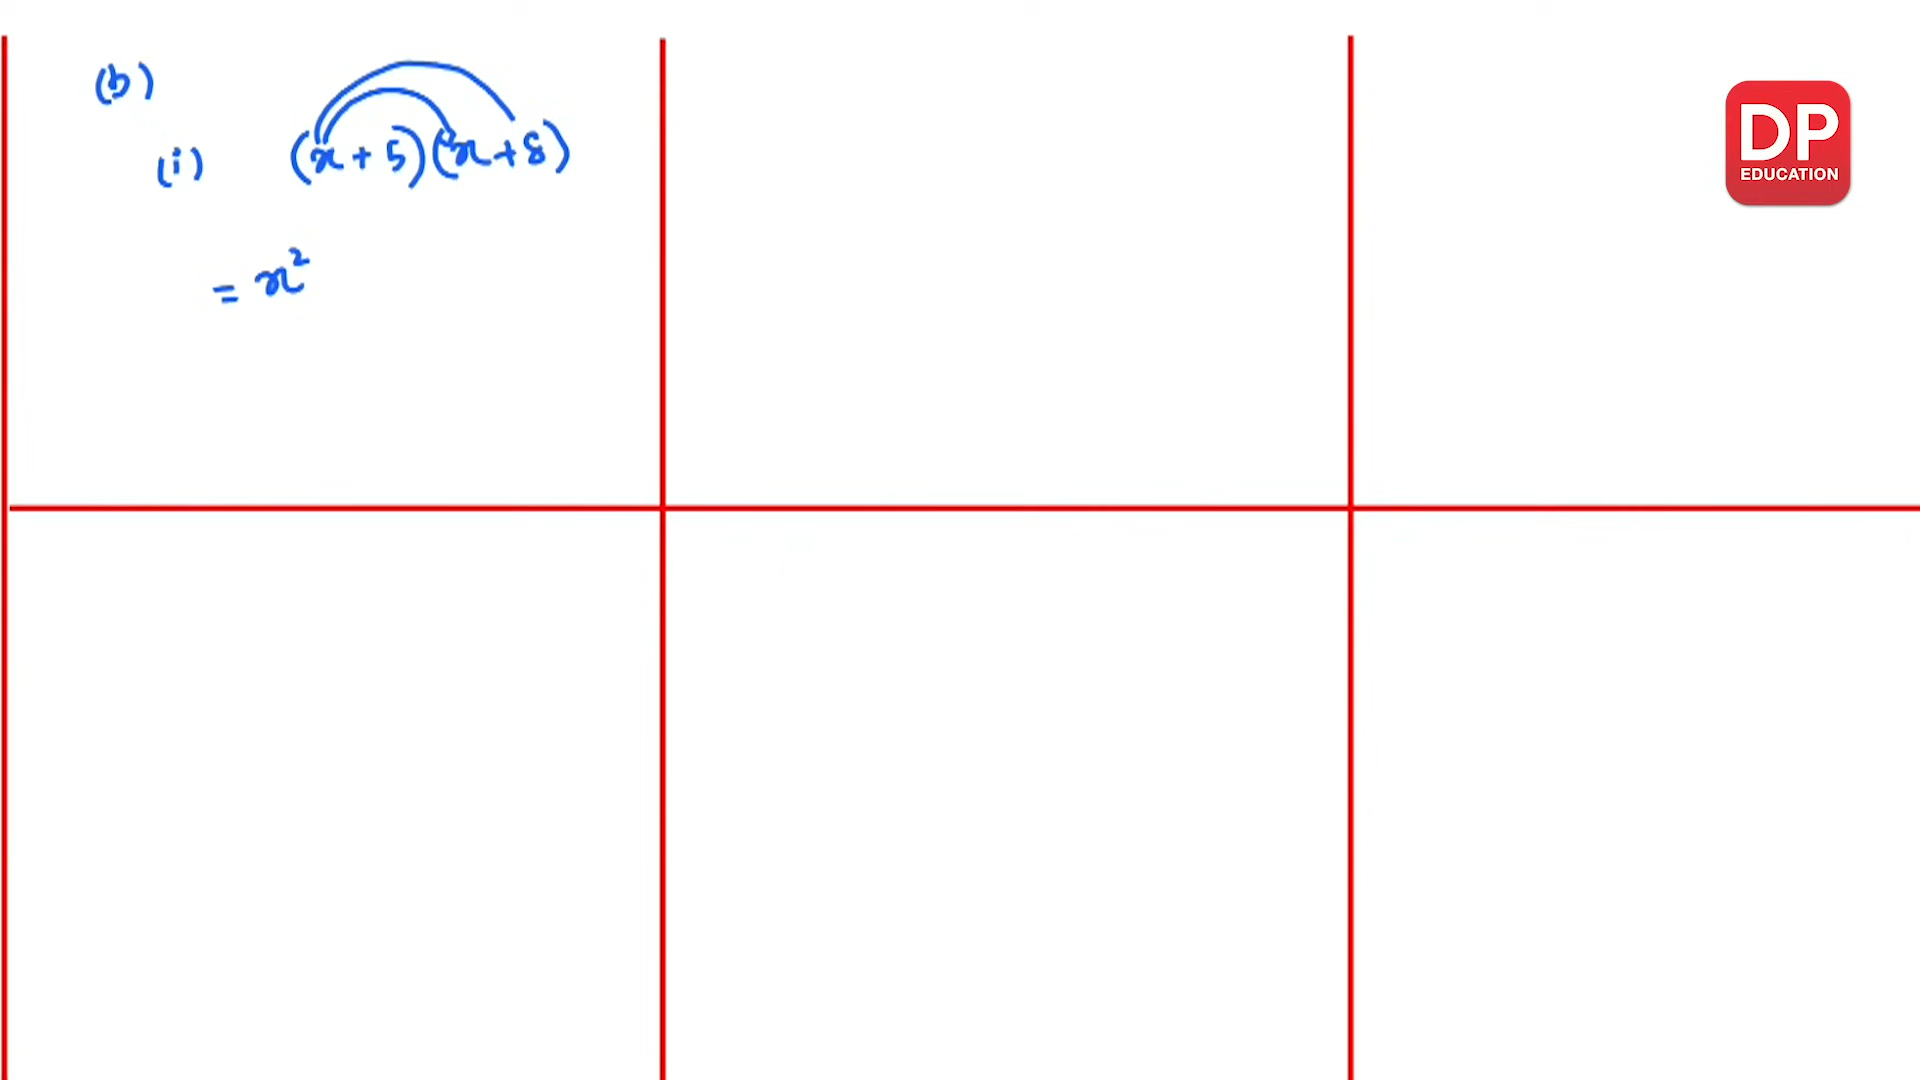 (b)
(i) (x + 5)(x + 8)
= x²
DP
EDUCATION